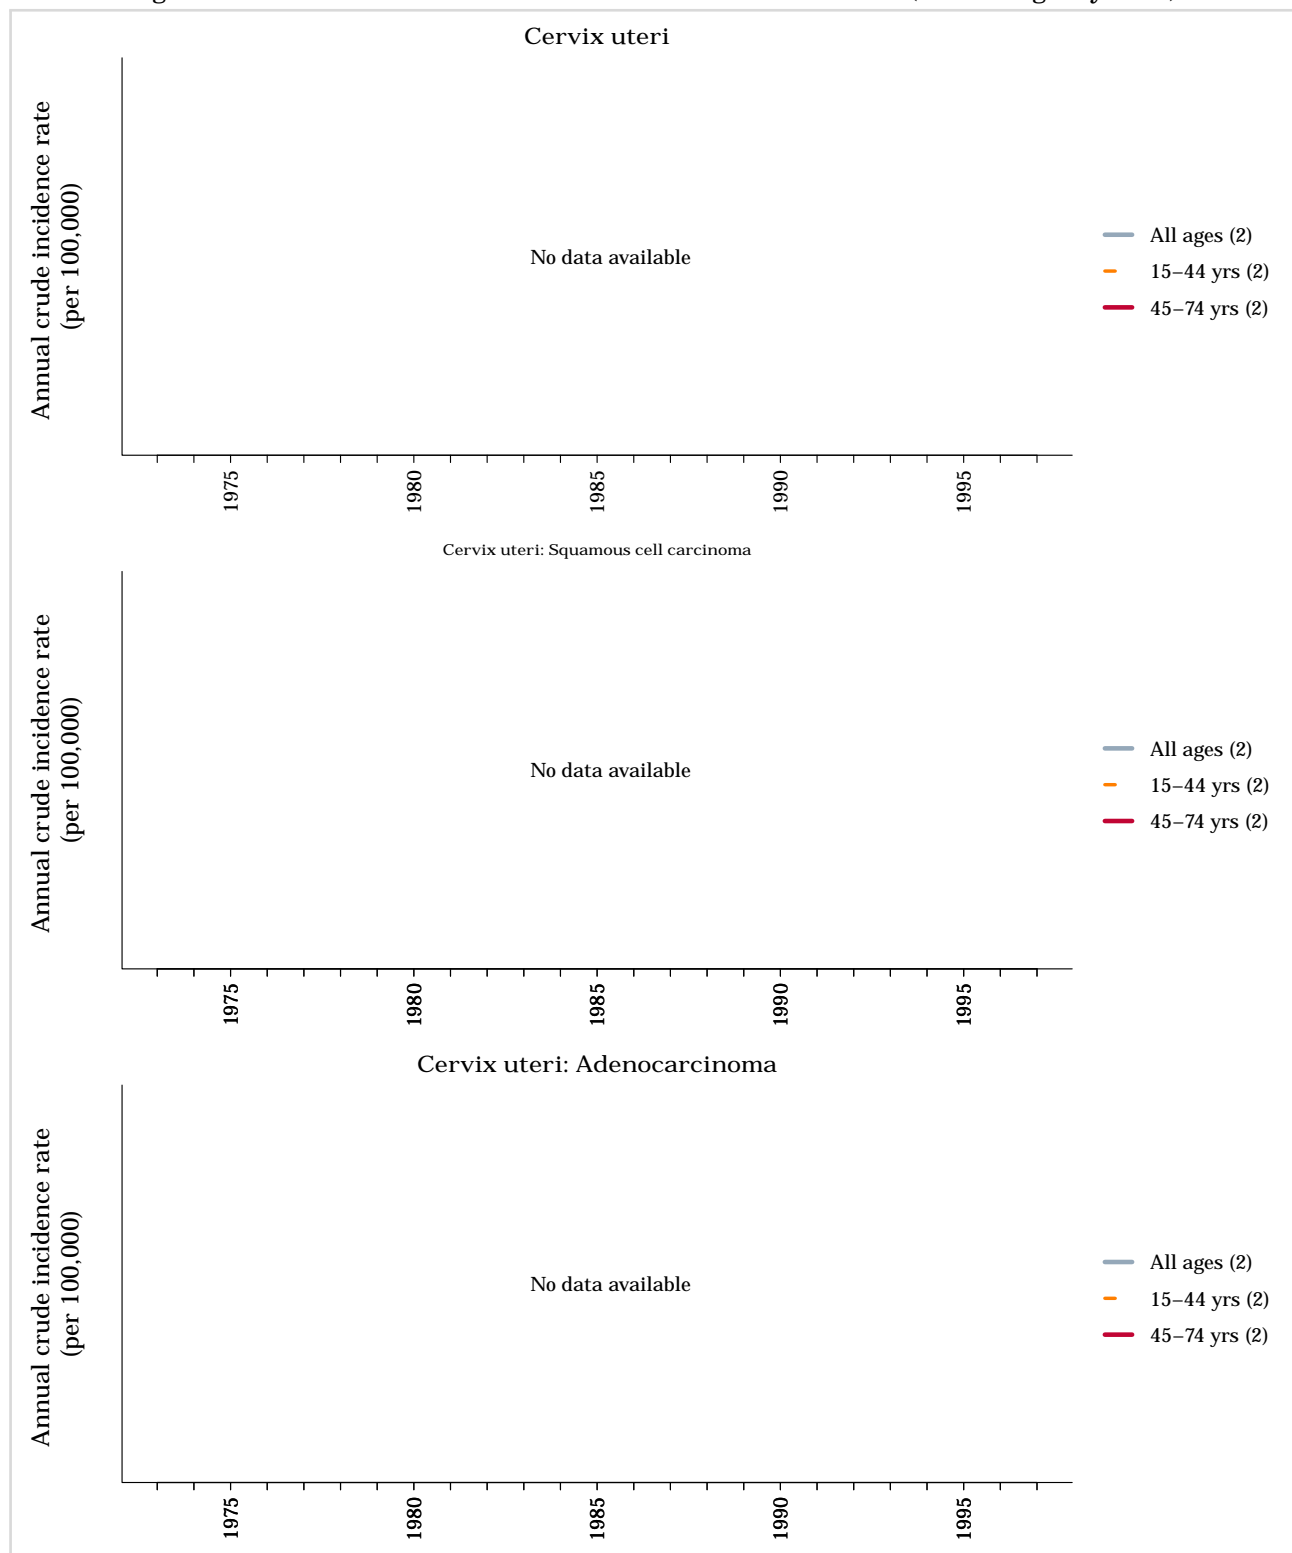 Cervix uteri
Annual crude incidence rate
(per 100,000)
No data available
All ages (2)
15–44 yrs (2)
45–74 yrs (2)
1975
1980
1985
1990
1995
Cervix uteri: Squamous cell carcinoma
Annual crude incidence rate
(per 100,000)
No data available
All ages (2)
15–44 yrs (2)
45–74 yrs (2)
1975
1980
1985
1990
1995
Cervix uteri: Adenocarcinoma
Annual crude incidence rate
(per 100,000)
No data available
All ages (2)
15–44 yrs (2)
45–74 yrs (2)
1975
1980
1985
1990
1995